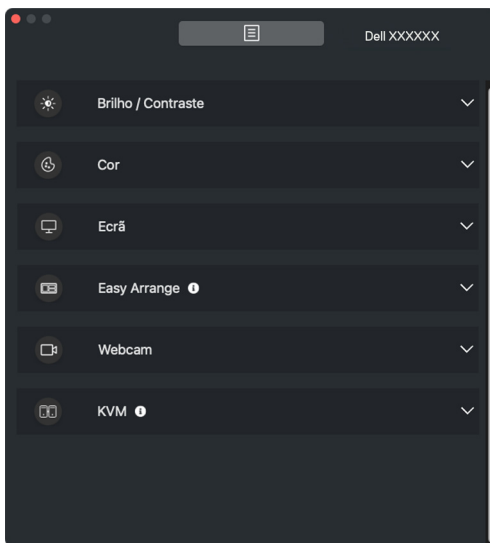 Dell XXXXXX
Brilho / Contraste
Cor
Ecrã
Easy Arrange
Webcam
KVM